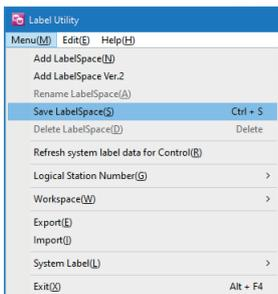 Label Utility
Menu(M) Edit(E) Help(H)
Add LabelSpace(N)
Add LabelSpace Ver.2
Rename LabelSpace(A)
Save LabelSpace(S) Ctrl + S
Delete LabelSpace(D) Delete
Refresh system label data for Control(R)
Logical Station Number(G) >
Workspace(W) >
Export(E)
Import(I)
System Label(L) >
Exit(X) Alt + F4